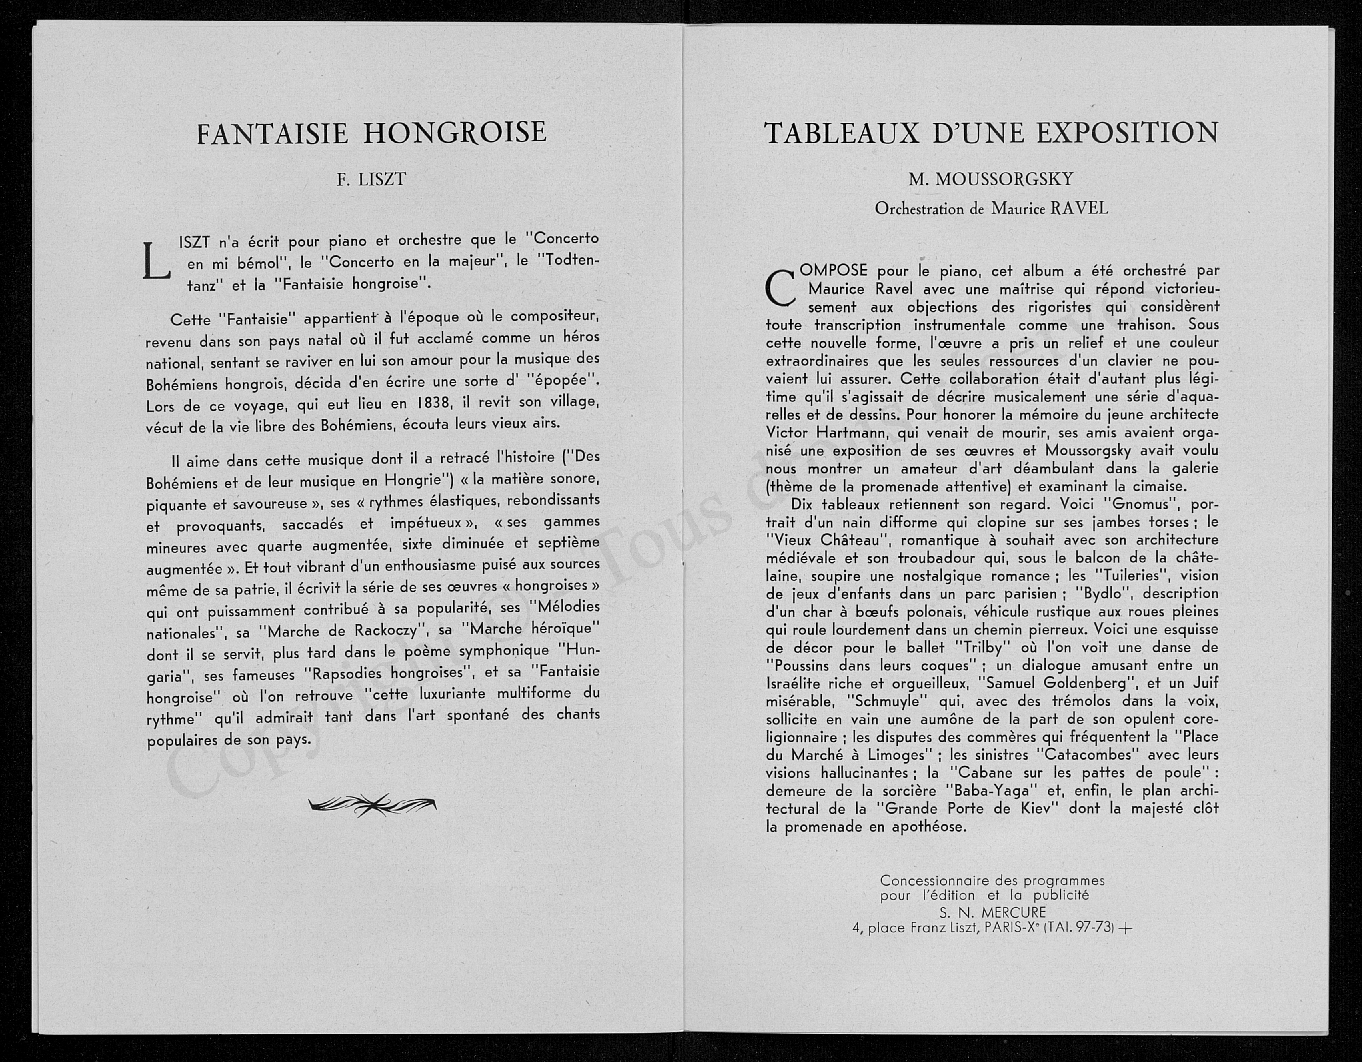 FANTAISIE HONGROISE
F. LISZT
LISZT n'a écrit pour piano et orchestre que le "Concerto
en mi bémol", le "Concerto en la majeur", le "Todten-
tanz" et la "Fantaisie hongroise".
Cette "Fantaisie" appartient à l'époque où le compositeur,
revenu dans son pays natal où il fut acclamé comme un héros
national, sentant se raviver en lui son amour pour la musique des
Bohémiens hongrois, décida d'en écrire une sorte d' "épopée".
Lors de ce voyage, qui eut lieu en 1838, il revit son village,
vécut de la vie libre des Bohémiens, écouta leurs vieux airs.
Il aime dans cette musique dont il a retracé l'histoire ("Des
Bohémiens et de leur musique en Hongrie") « la matière sonore,
piquante et savoureuse », ses « rythmes élastiques, rebondissants
et provoquants, saccadés et impétueux », « ses gammes
mineures avec quarte augmentée, sixte diminuée et septième
augmentée ». Et tout vibrant d'un enthousiasme puisé aux sources
même de sa patrie, il écrivit la série de ses œuvres « hongroises »
qui ont puissamment contribué à sa popularité, ses "Mélodies
nationales", sa "Marche de Rackoczy", sa "Marche héroïque"
dont il se servit, plus tard dans le poème symphonique "Hun-
garia", ses fameuses "Rapsodies hongroises", et sa "Fantaisie
hongroise" où l'on retrouve "cette luxuriante multiforme du
rythme" qu'il admirait tant dans l'art spontané des chants
populaires de son pays.
TABLEAUX D'UNE EXPOSITION
M. MOUSSORGSKY
Orchestration de Maurice RAVEL
COMPOSE pour le piano, cet album a été orchestré par
Maurice Ravel avec une maîtrise qui répond victorieu-
sement aux objections des rigoristes qui considèrent
toute transcription instrumentale comme une trahison. Sous
cette nouvelle forme, l'œuvre a pris un relief et une couleur
extraordinaires que les seules ressources d'un clavier ne pou-
vaient lui assurer. Cette collaboration était d'autant plus légi-
time qu'il s'agissait de décrire musicalement une série d'aqua-
relles et de dessins. Pour honorer la mémoire du jeune architecte
Victor Hartmann, qui venait de mourir, ses amis avaient orga-
nisé une exposition de ses œuvres et Moussorgsky avait voulu
nous montrer un amateur d'art déambulant dans la galerie
(thème de la promenade attentive) et examinant la cimaise.
Dix tableaux retiennent son regard. Voici "Gnomus", por-
trait d'un nain difforme qui clopine sur ses jambes torses ; le
"Vieux Château", romantique à souhait avec son architecture
médiévale et son troubadour qui, sous le balcon de la châte-
laine, soupire une nostalgique romance ; les "Tuileries", vision
de jeux d'enfants dans un parc parisien ; "Bydlo", description
d'un char à bœufs polonais, véhicule rustique aux roues pleines
qui roule lourdement dans un chemin pierreux. Voici une esquisse
de décor pour le ballet "Trilby" où l'on voit une danse de
"Poussins dans leurs coques" ; un dialogue amusant entre un
Israélite riche et orgueilleux, "Samuel Goldenberg", et un Juif
misérable, "Schmuyle" qui, avec des trémolos dans la voix,
sollicite en vain une aumône de la part de son opulent core-
ligionnaire ; les disputes des commères qui fréquentent la "Place
du Marché à Limoges" ; les sinistres "Catacombes" avec leurs
visions hallucinantes ; la "Cabane sur les pattes de poule" :
demeure de la sorcière "Baba-Yaga" et, enfin, le plan archi-
tectural de la "Grande Porte de Kiev" dont la majesté clôt
la promenade en apothéose.
Concessionnaire des programmes
pour l'édition et la publicité
S. N. MERCURE
4, place Franz Liszt, PARIS-Xe (TAI. 97-73) +
Copyright © - Tous